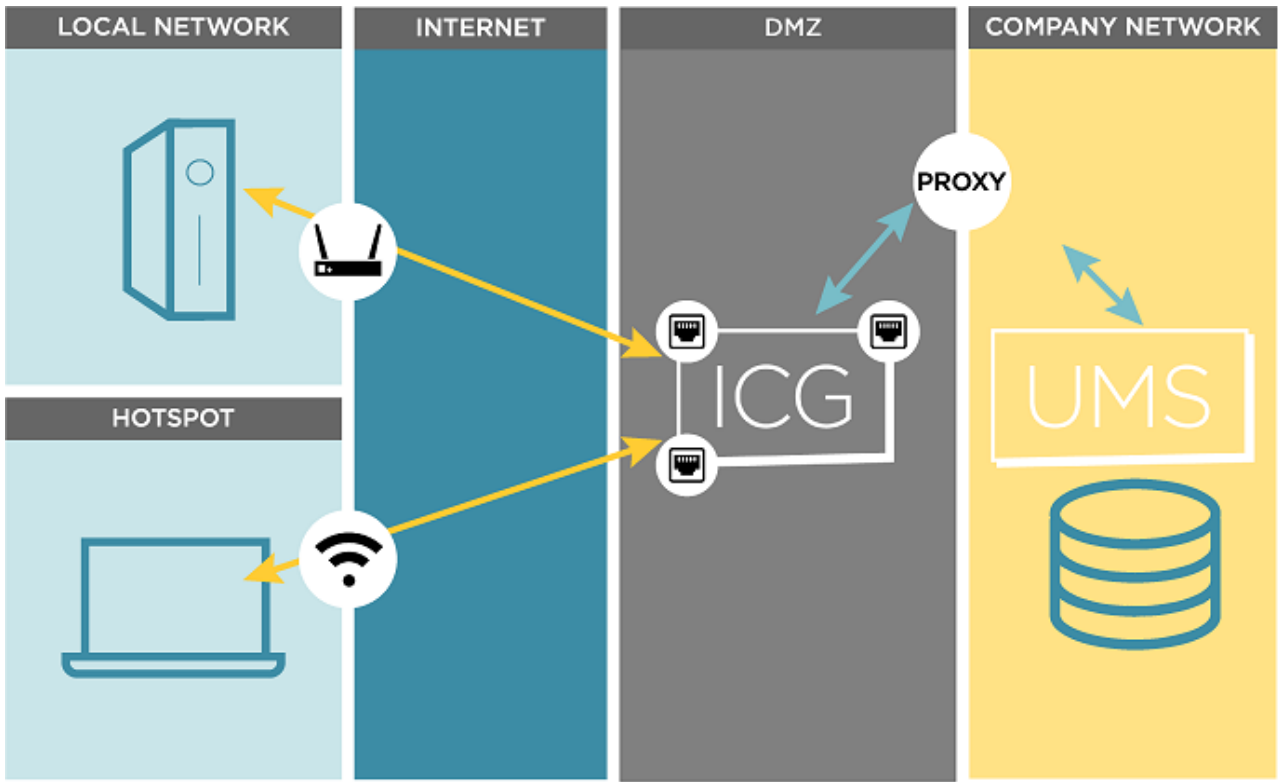 LOCAL NETWORK
INTERNET
DMZ
COMPANY NETWORK
PROXY
ICG
UMS
HOTSPOT